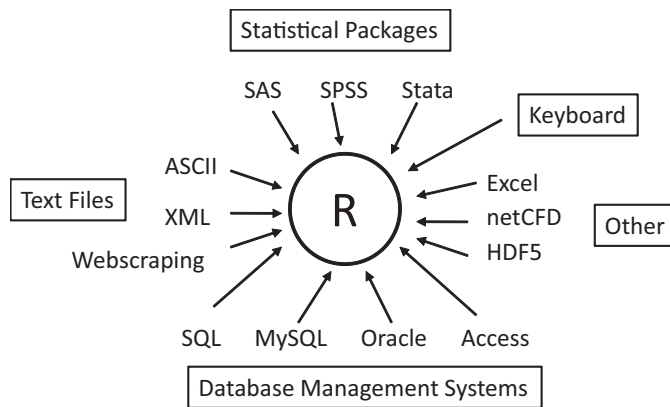 Statistical Packages
SAS SPSS Stata
Keyboard
ASCII
Text Files
XML
Webscraping
R
Excel
netCFD
HDF5
Other
SQL MySQL Oracle Access
Database Management Systems